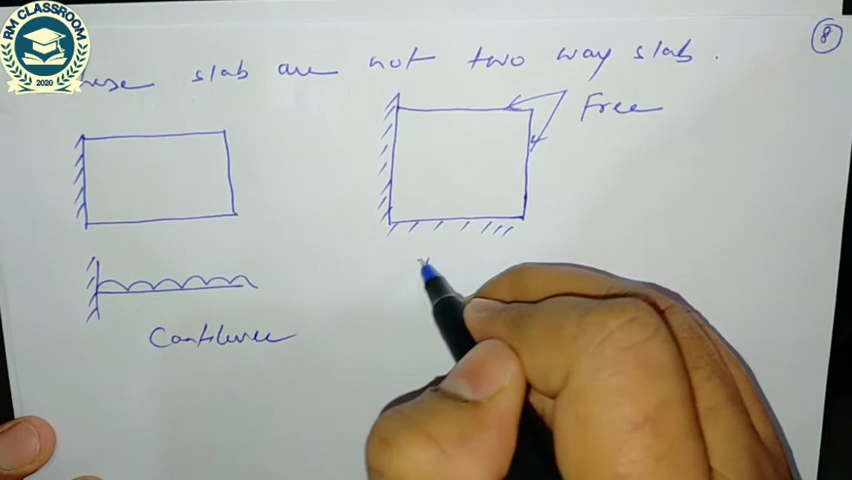 RM CLASSROOM
2020
8
slab are not two way slab.
Free
Cantilever